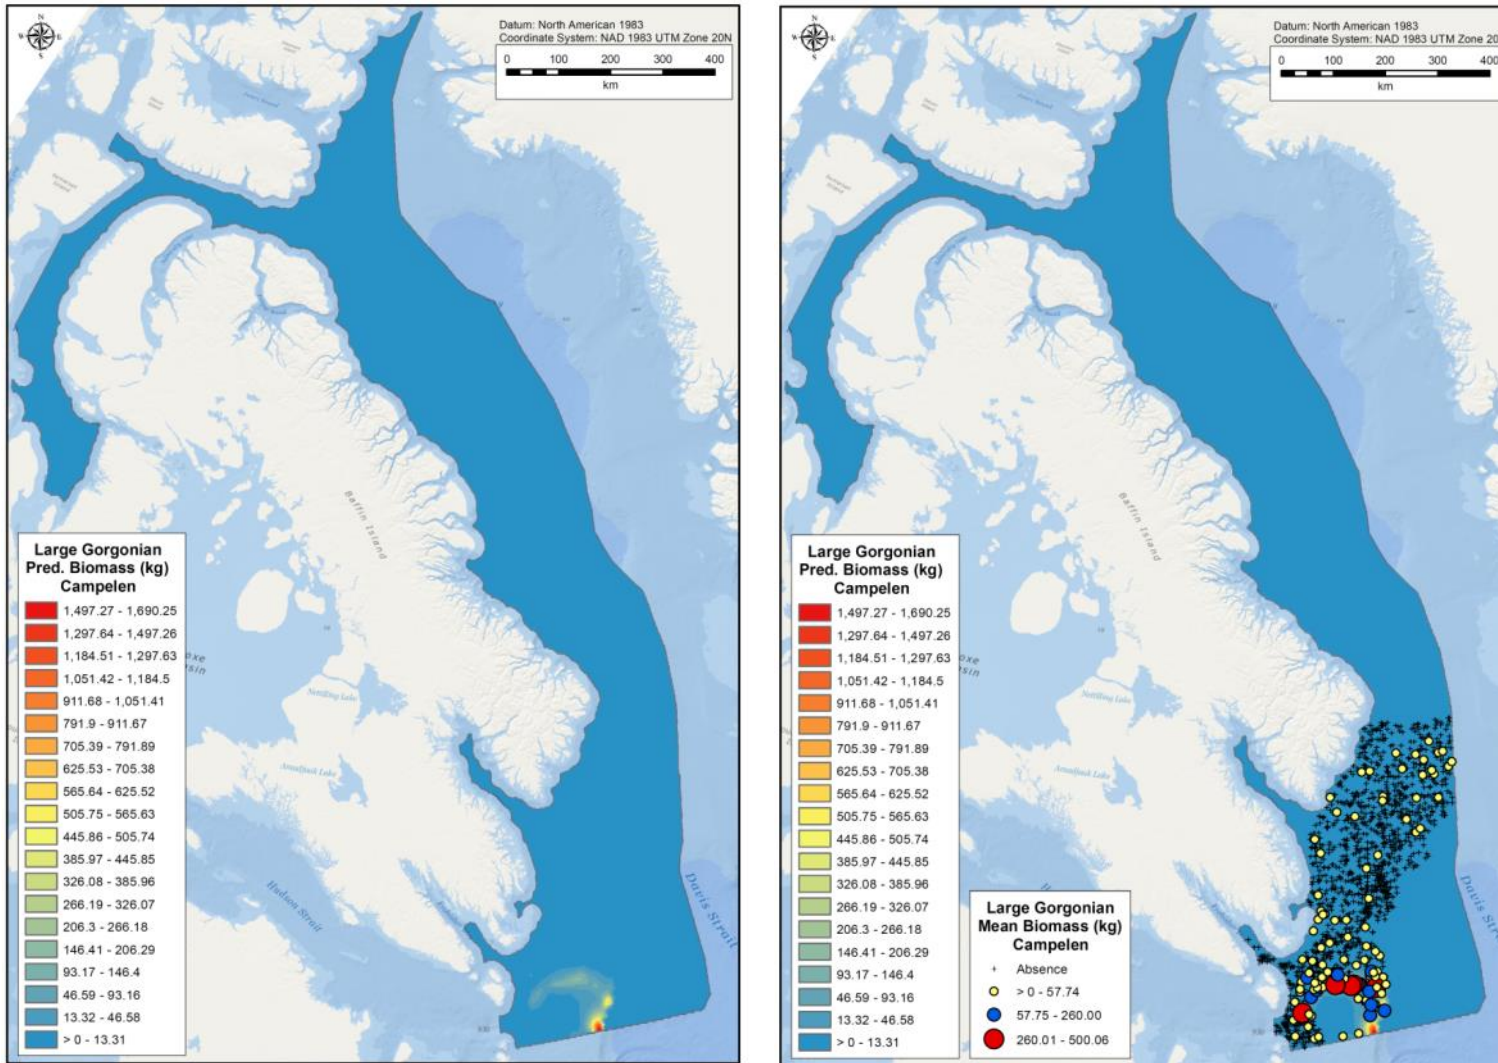 N
W
E
S
Datum: North American 1983
Coordinate System: NAD 1983 UTM Zone 20N
0 100 200 300 400
km
Baffin Island
oxe
asin
Nettilling Lake
Amadjuak Lake
Hudson Strait
Davis Strait
Large Gorgonian
Pred. Biomass (kg)
Campelen
1,497.27 - 1,690.25
1,297.64 - 1,497.26
1,184.51 - 1,297.63
1,051.42 - 1,184.5
911.68 - 1,051.41
791.9 - 911.67
705.39 - 791.89
625.53 - 705.38
565.64 - 625.52
505.75 - 565.63
445.86 - 505.74
385.97 - 445.85
326.08 - 385.96
266.19 - 326.07
206.3 - 266.18
146.41 - 206.29
93.17 - 146.4
46.59 - 93.16
13.32 - 46.58
> 0 - 13.31
N
W
E
S
Datum: North American 1983
Coordinate System: NAD 1983 UTM Zone 20
0 100 200 300 400
km
Baffin Island
oxe
asin
Nettilling Lake
Amadjuak Lake
Davis Strait
Large Gorgonian
Pred. Biomass (kg)
Campelen
1,497.27 - 1,690.25
1,297.64 - 1,497.26
1,184.51 - 1,297.63
1,051.42 - 1,184.5
911.68 - 1,051.41
791.9 - 911.67
705.39 - 791.89
625.53 - 705.38
565.64 - 625.52
505.75 - 565.63
445.86 - 505.74
385.97 - 445.85
326.08 - 385.96
266.19 - 326.07
206.3 - 266.18
146.41 - 206.29
93.17 - 146.4
46.59 - 93.16
13.32 - 46.58
> 0 - 13.31
Large Gorgonian
Mean Biomass (kg)
Campelen
Absence
> 0 - 57.74
57.75 - 260.00
260.01 - 500.06